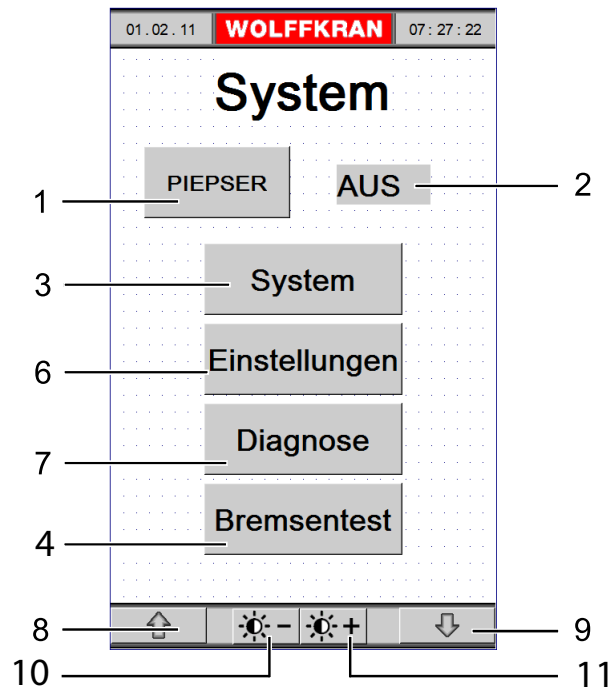 01.02.11 WOLFFKRAN 07:27:22
System
PIEPSER AUS 2
1
3 System
6 Einstellungen
Diagnose
7
Bremsentest
4
- +
8 9
10 11